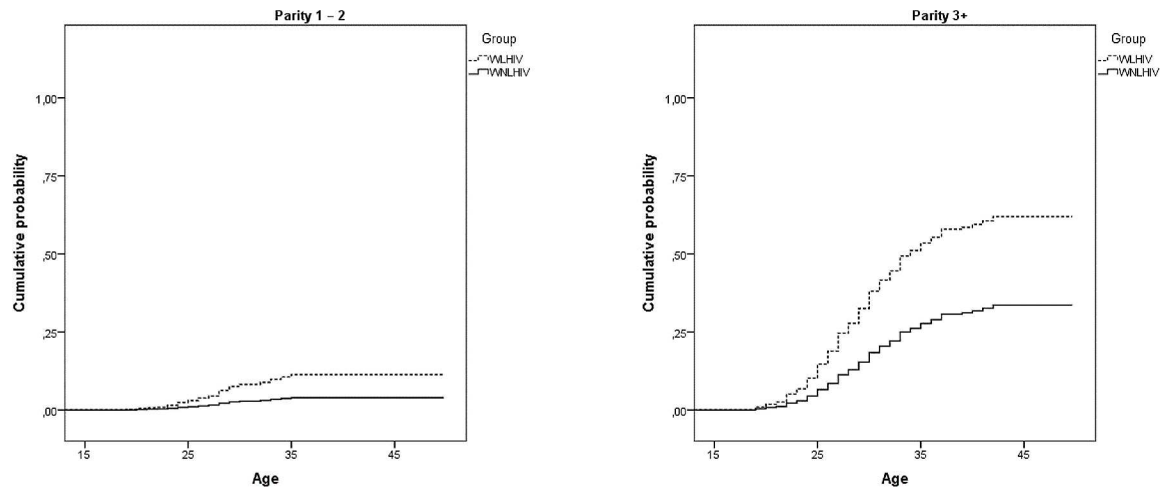 Parity 1 – 2
Group
WLHIV
WNLHIV
1,00
,75
,50
,25
,00
Cumulative probability
15
25
35
45
Age
Parity 3+
Group
WLHIV
WNLHIV
1,00
,75
,50
,25
,00
Cumulative probability
15
25
35
45
Age